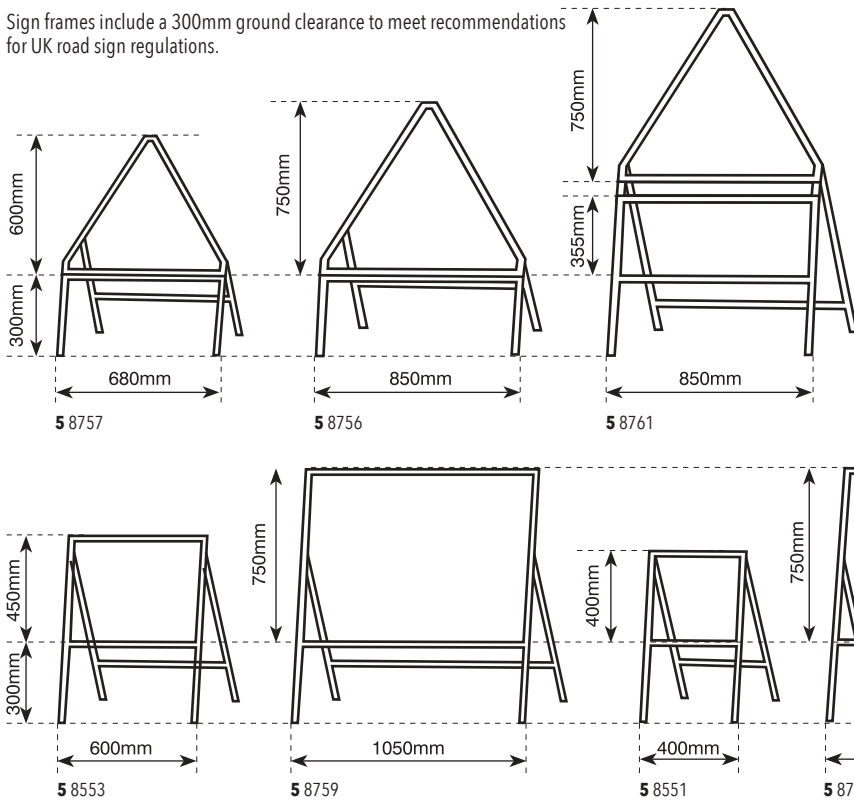 Sign frames include a 300mm ground clearance to meet recommendations
for UK road sign regulations.
600mm
300mm
680mm
5 8757
750mm
850mm
5 8756
750mm
355mm
850mm
5 8761
450mm
300mm
600mm
5 8553
750mm
1050mm
5 8759
400mm
400mm
5 8551
750mm
5 87